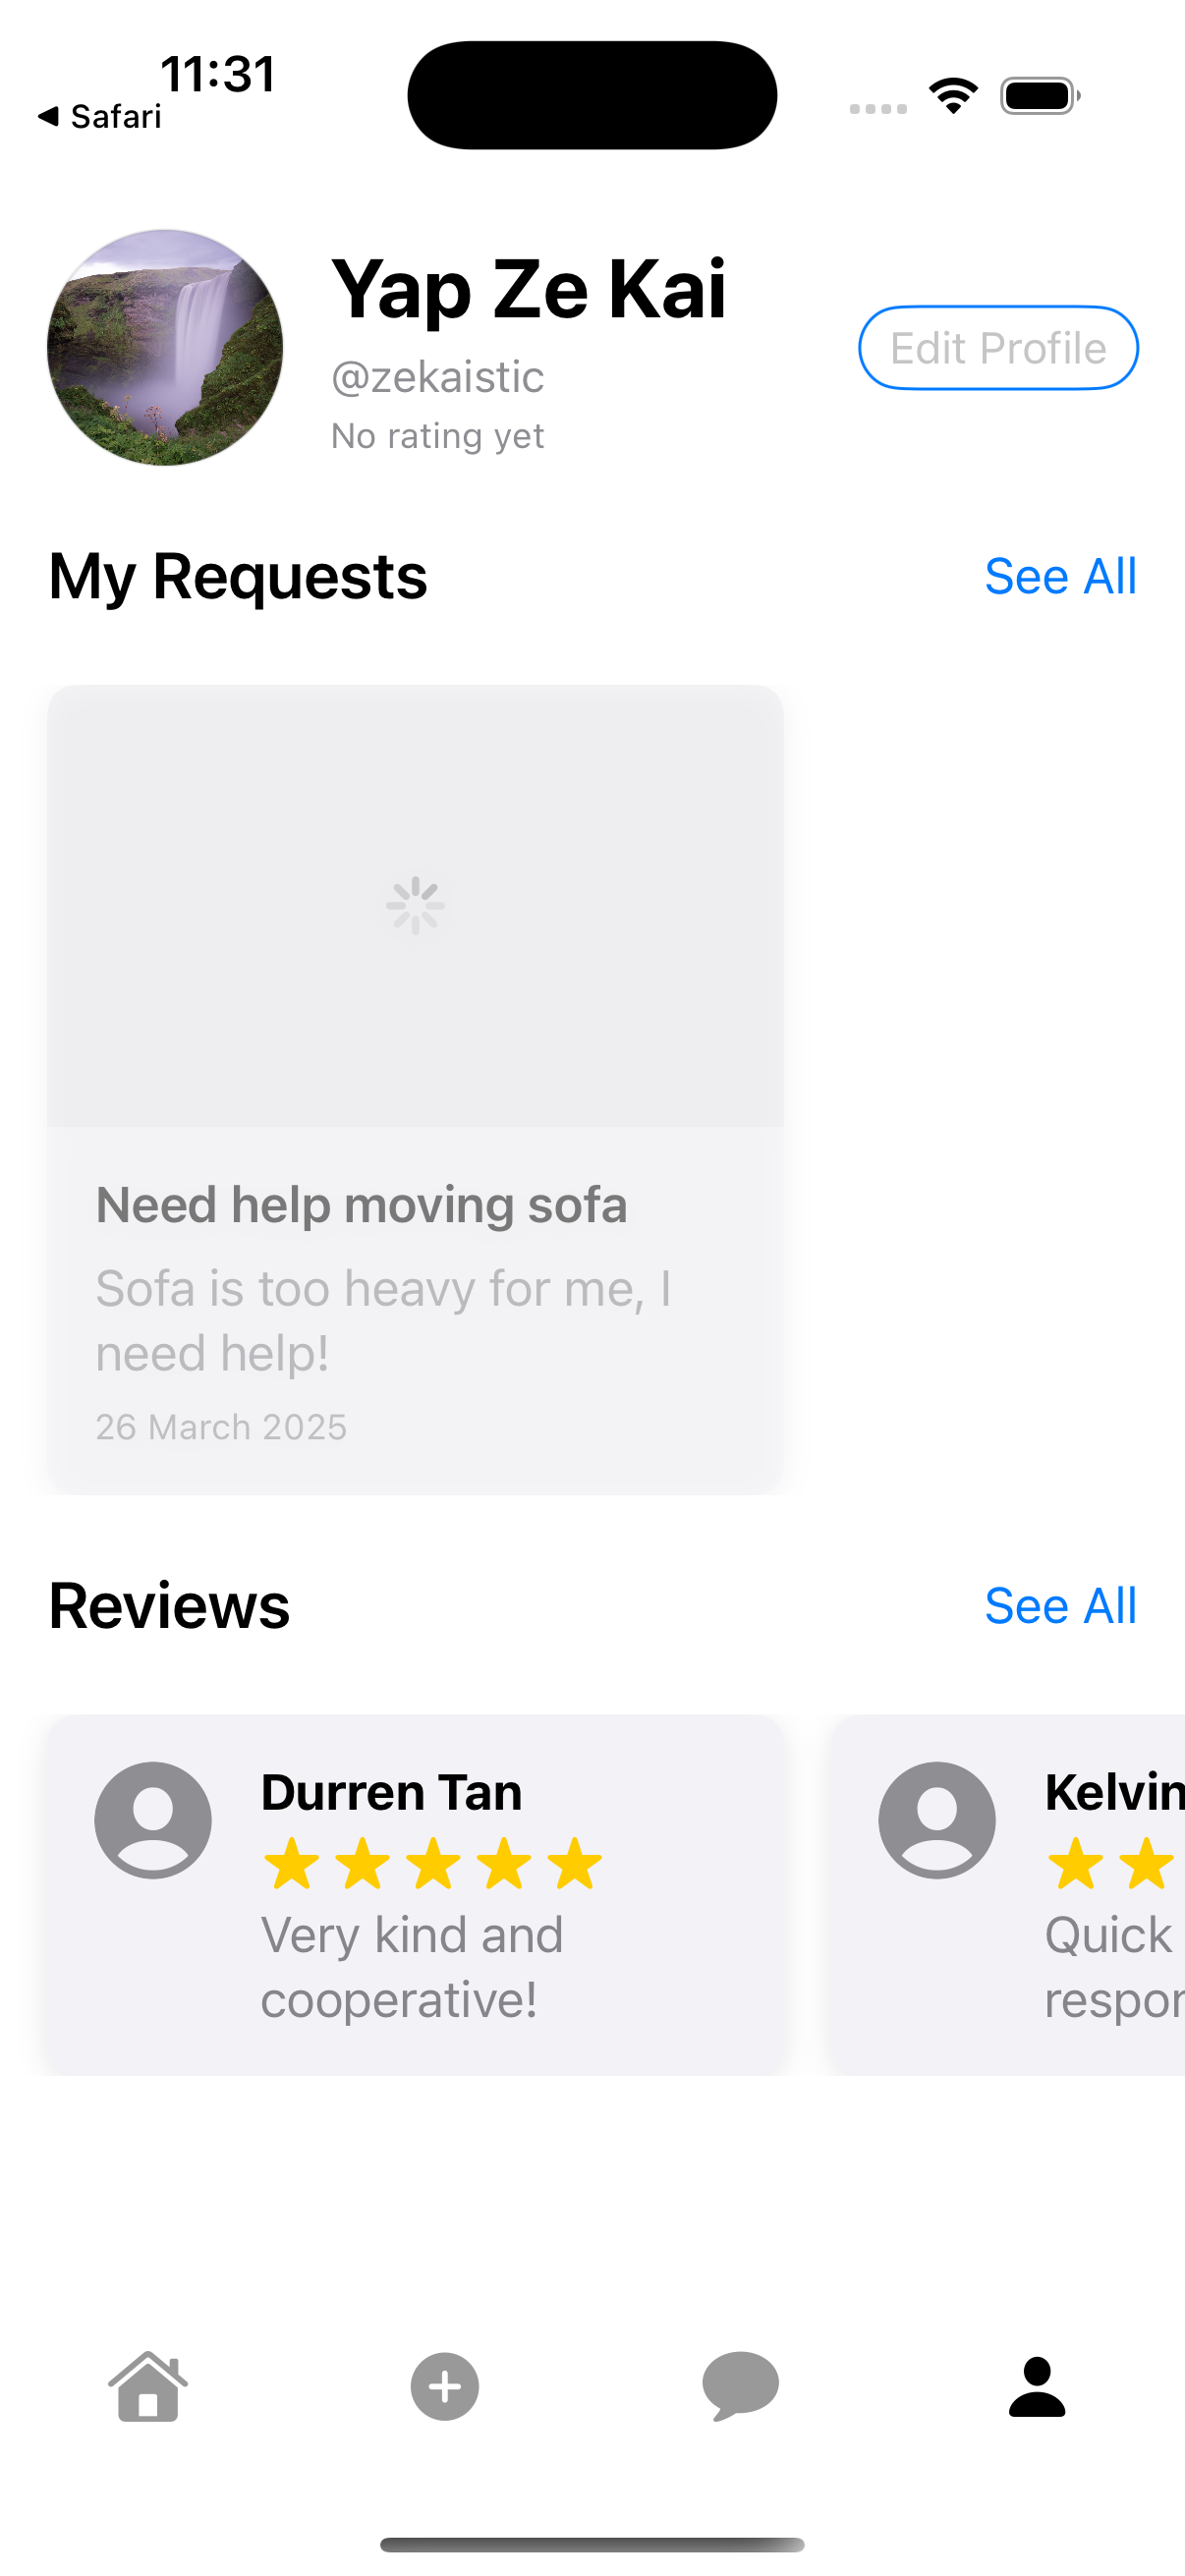 11:31
Safari
Yap Ze Kai
@zekaistic
No rating yet
Edit Profile
My Requests
See All
Need help moving sofa
Sofa is too heavy for me, I
need help!
26 March 2025
Reviews
See All
Durren Tan
Kelvin
Very kind and
cooperative!
Quick